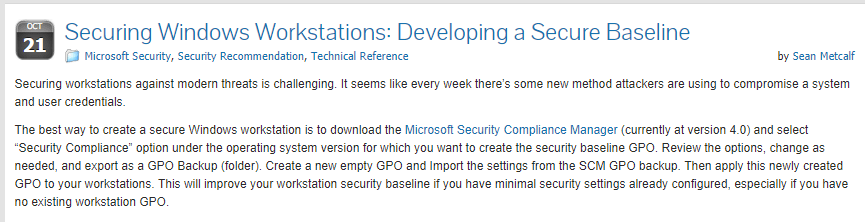 OCT
21
Securing Windows Workstations: Developing a Secure Baseline
Microsoft Security, Security Recommendation, Technical Reference
by Sean Metcalf
Securing workstations against modern threats is challenging. It seems like every week there's some new method attackers are using to compromise a system
and user credentials.
The best way to create a secure Windows workstation is to download the Microsoft Security Compliance Manager (currently at version 4.0) and select
“Security Compliance” option under the operating system version for which you want to create the security baseline GPO. Review the options, change as
needed, and export as a GPO Backup (folder). Create a new empty GPO and Import the settings from the SCM GPO backup. Then apply this newly created
GPO to your workstations. This will improve your workstation security baseline if you have minimal security settings already configured, especially if you have
no existing workstation GPO.